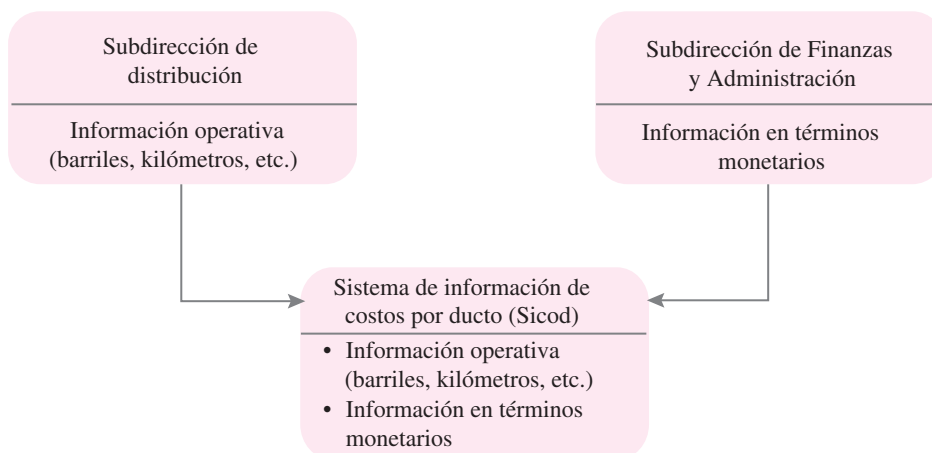 Subdirección de
distribución
Información operativa
(barriles, kilómetros, etc.)
Subdirección de Finanzas
y Administración
Información en términos
monetarios
Sistema de información de
costos por ducto (Sicod)
• Información operativa
(barriles, kilómetros, etc.)
• Información en términos
monetarios